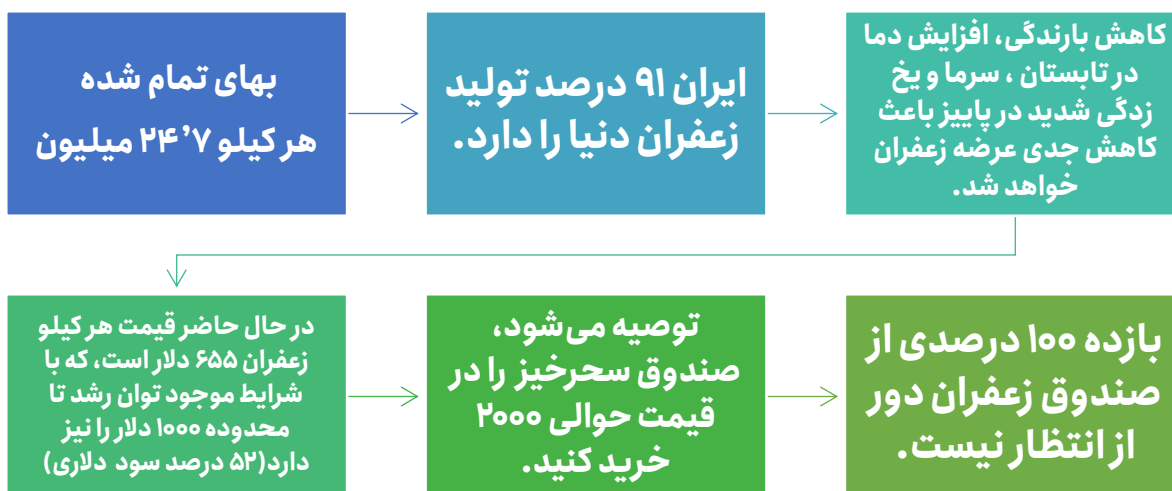 بهای تمام شده
هر کیلو ۲۴٬۷ میلیون
ایران ۹۱ درصد تولید
زعفران دنیا را دارد.
کاهش بارندگی، افزایش دما
در تابستان ، سرما و یخ
زدگی شدید در پاییز باعث
کاهش جدی عرضه زعفران
خواهد شد.
در حال حاضر قیمت هر کیلو
زعفران ۶۵۵ دلار است، که با
شرایط موجود توان رشد تا
محدوده ۱۰۰۰ دلار را نیز
دارد(۵۲ درصد سود دلاری)
توصیه می‌شود،
صندوق سحرخیز را در
قیمت حوالی ۲۰۰۰
خرید کنید.
بازده ۱۰۰ درصدی از
صندوق زعفران دور
از انتظار نیست.